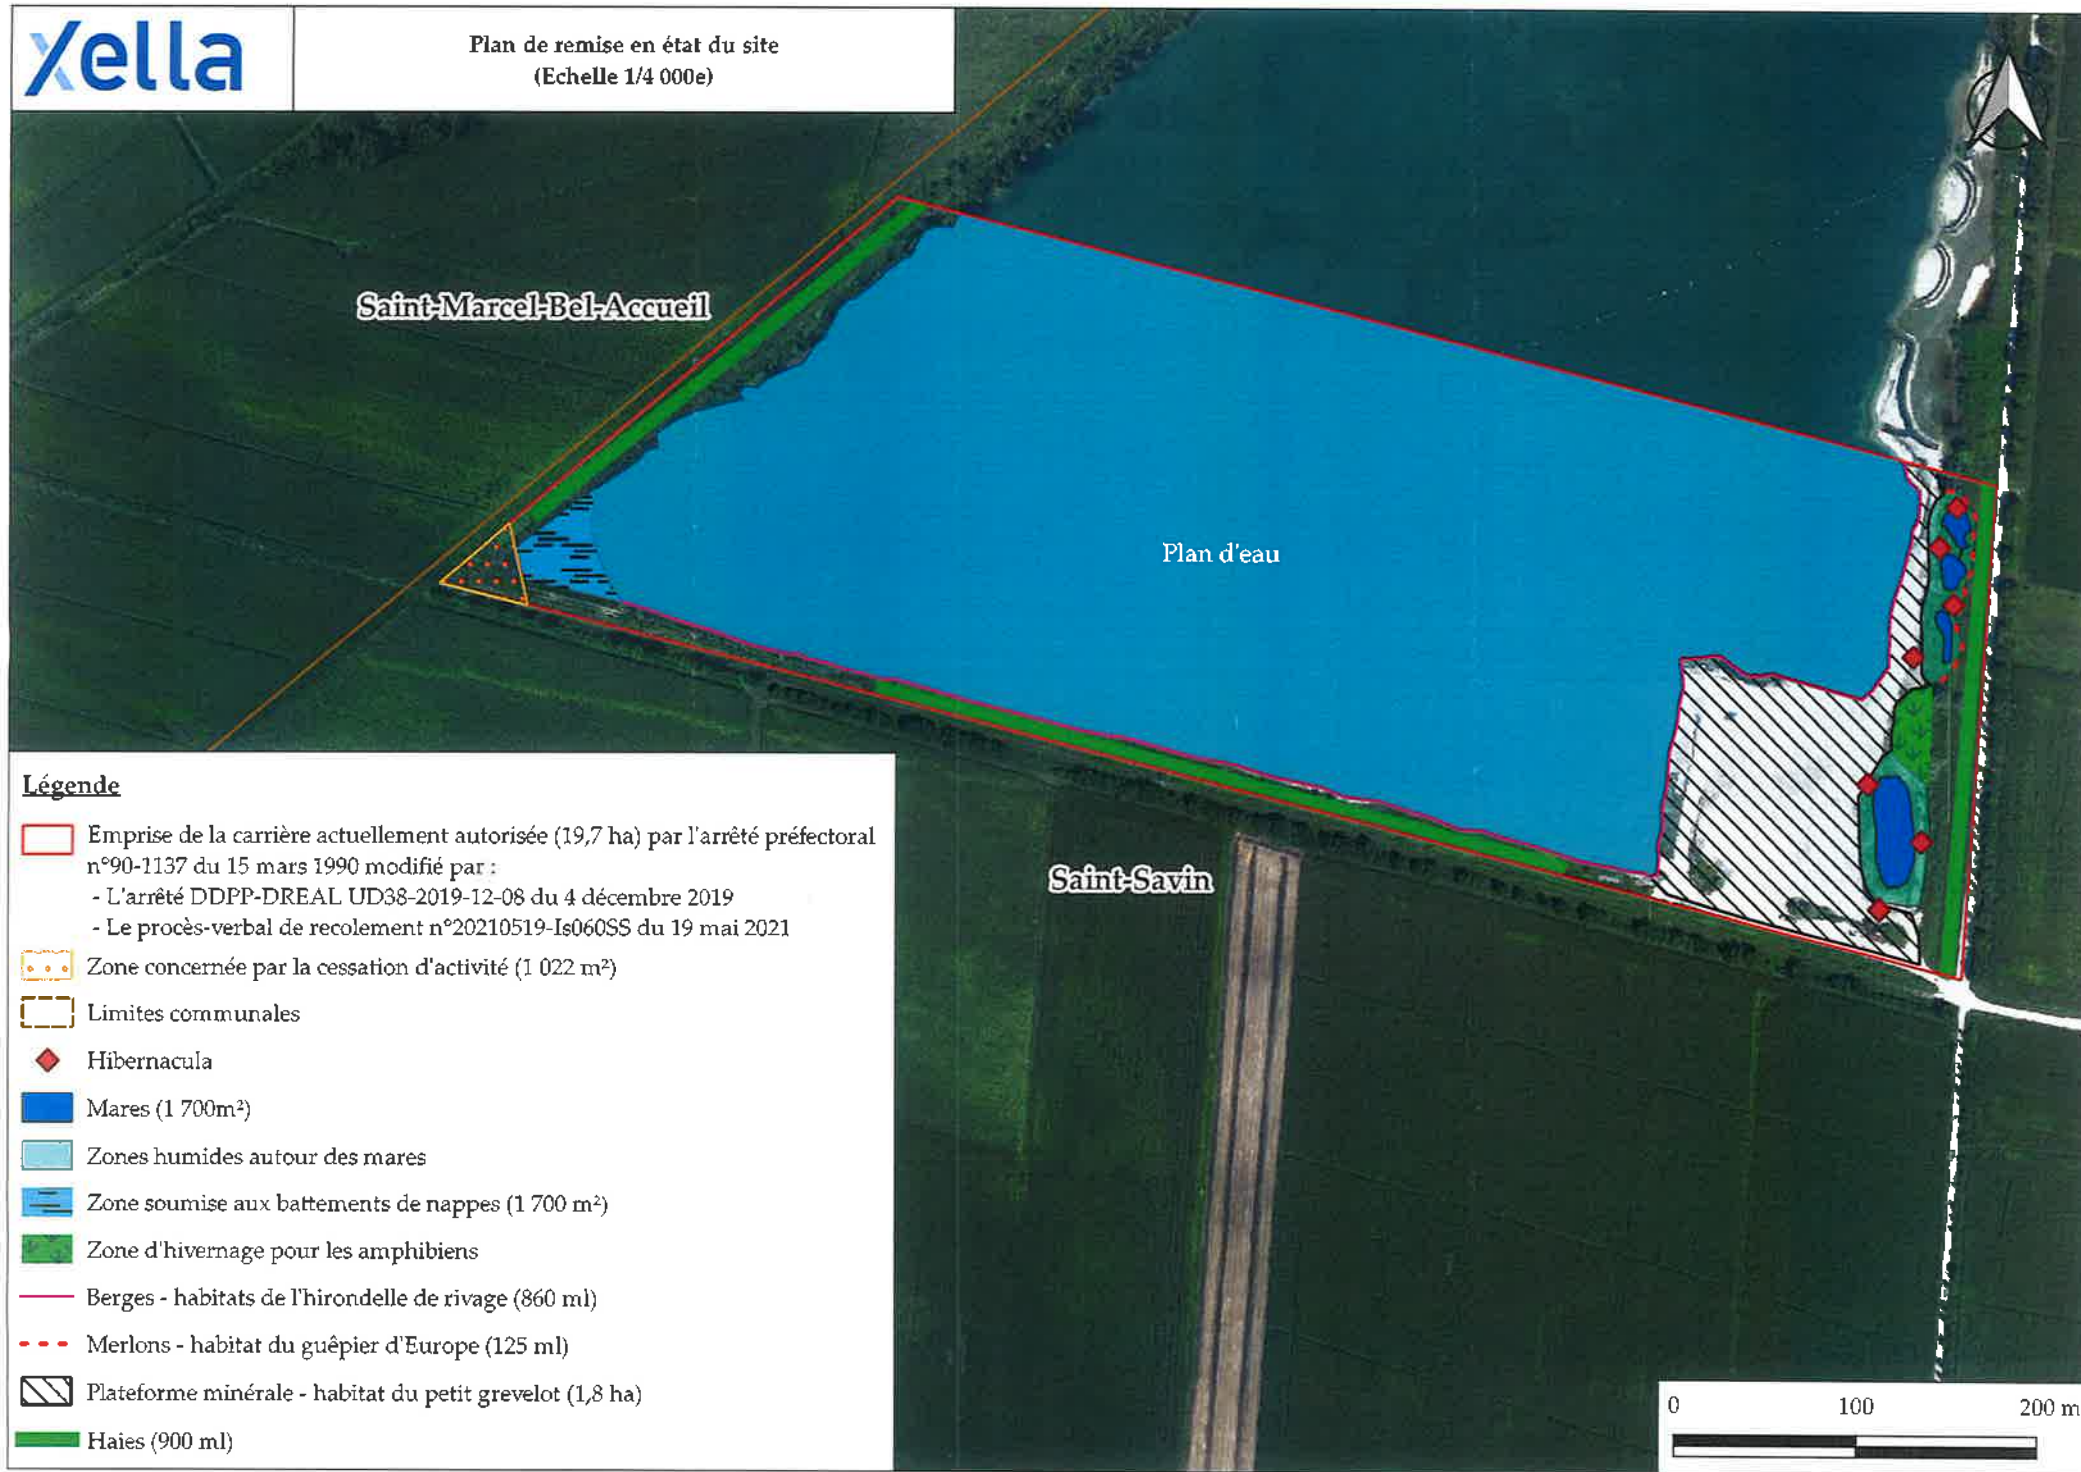 Xella
Plan de remise en état du site
(Echelle 1/4 000e)
Saint-Marcel-Bel-Accueil
Plan d'eau
Saint-Savin
Légende
Emprise de la carrière actuellement autorisée (19,7 ha) par l'arrêté préfectoral
n°90-1137 du 15 mars 1990 modifié par :
- L'arrêté DDPP-DREAL UD38-2019-12-08 du 4 décembre 2019
- Le procès-verbal de recolement n°20210519-Is060SS du 19 mai 2021
Zone concernée par la cessation d'activité (1 022 m²)
Limites communales
Hibernacula
Mares (1 700m²)
Zones humides autour des mares
Zone soumise aux battements de nappes (1 700 m²)
Zone d'hivernage pour les amphibiens
Berges - habitats de l'hirondelle de rivage (860 ml)
Merlons - habitat du guêpier d'Europe (125 ml)
Plateforme minérale - habitat du petit grevelot (1,8 ha)
Haies (900 ml)
0 100 200 m